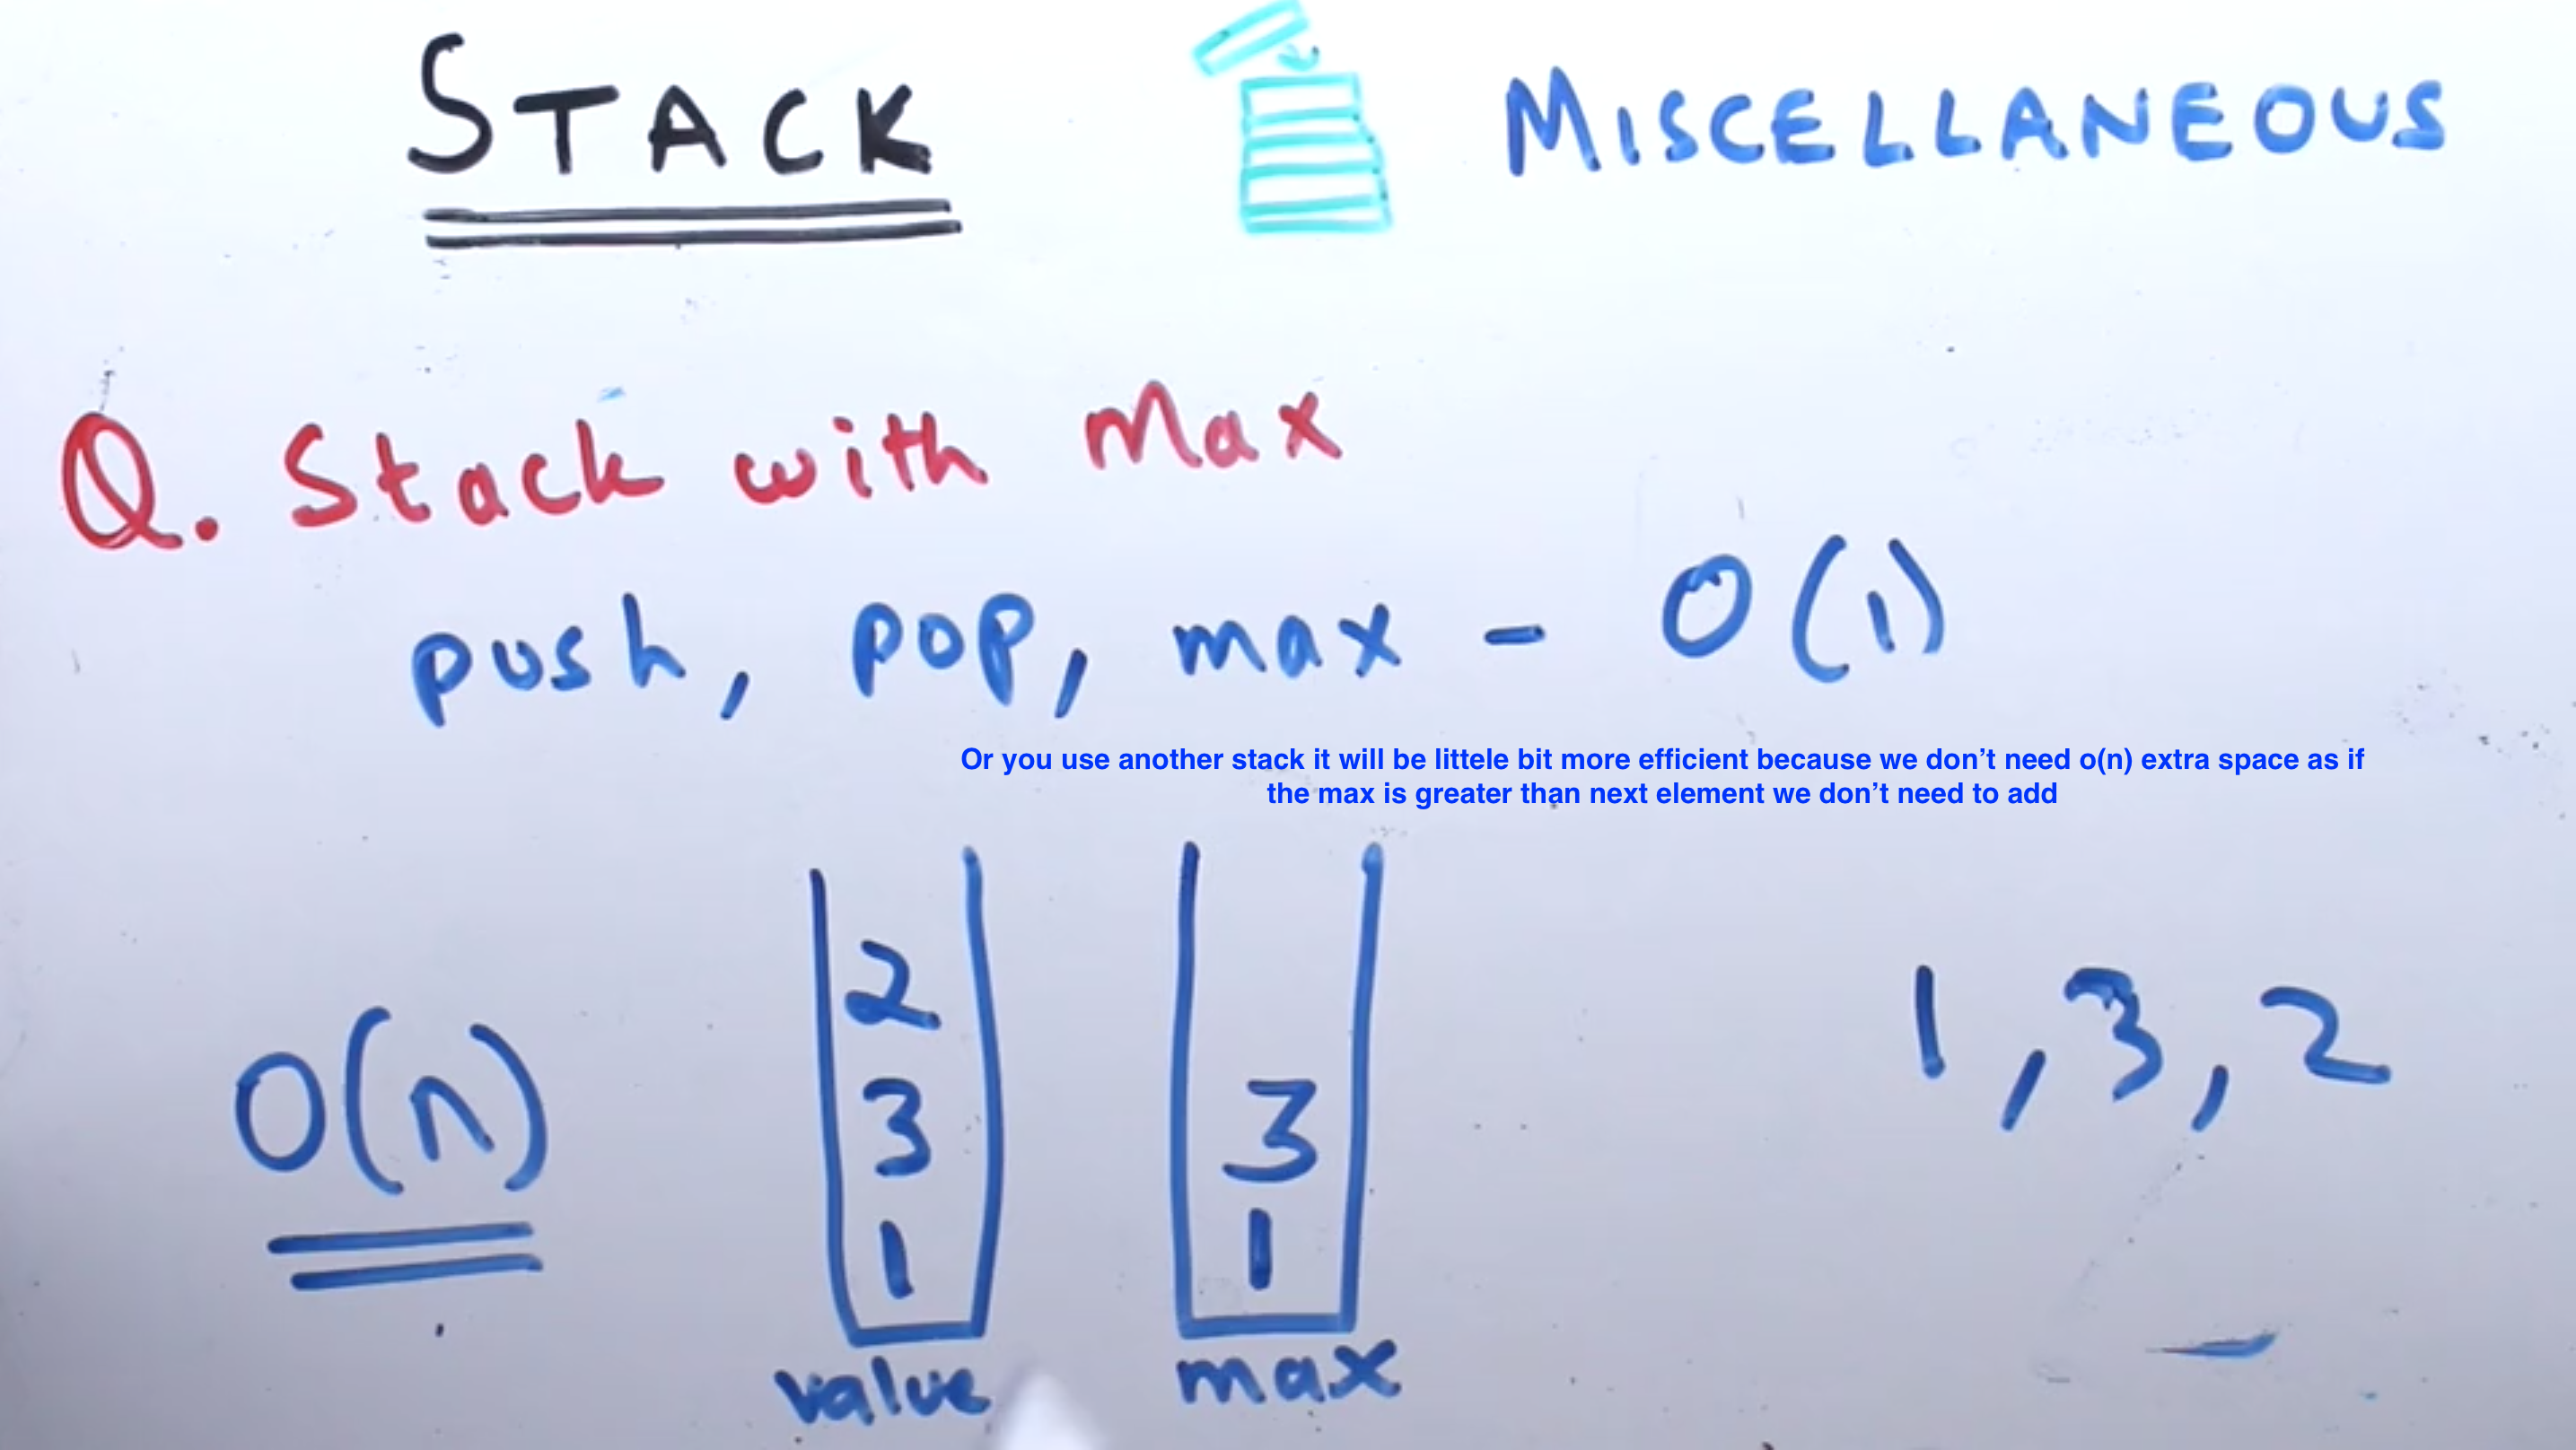 STACK MISCELLANEOUS
Q. Stack with Max
push, pop, max - O(1)
Or you use another stack it will be littele bit more efficient because we don't need o(n) extra space as if
the max is greater than next element we don't need to add
2
3 3
1 1
O(n)
1, 3, 2
value max